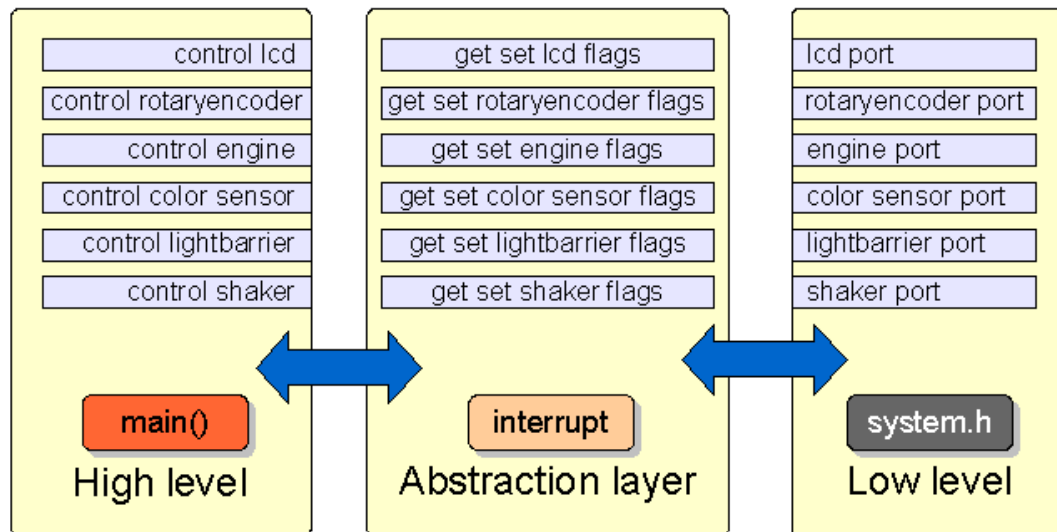 control lcd
control rotaryencoder
control engine
control color sensor
control lightbarrier
control shaker
main()
High level
get set lcd flags
get set rotaryencoder flags
get set engine flags
get set color sensor flags
get set lightbarrier flags
get set shaker flags
interrupt
Abstraction layer
lcd port
rotaryencoder port
engine port
color sensor port
lightbarrier port
shaker port
system.h
Low level